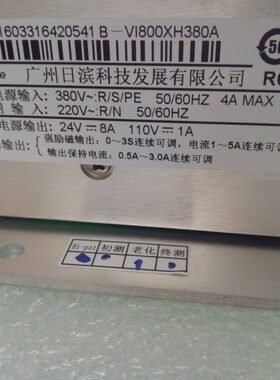 1603316420541 B-VI800XH380A
50
广州日滨科技发展有限公司
电源输入: 380V~:R/S/PE 50/60HZ 4A MAX
输入: 220V~:R/N 50/60HZ
电源输出: 24V⎓8A 110V⎓1A
输出: 强励磁输出: 0~3S连续可调, 电流1~5A连续可调
输出保持电流: 0.5A~3.0A连续可调
Hi-pot 初测 老化 终测